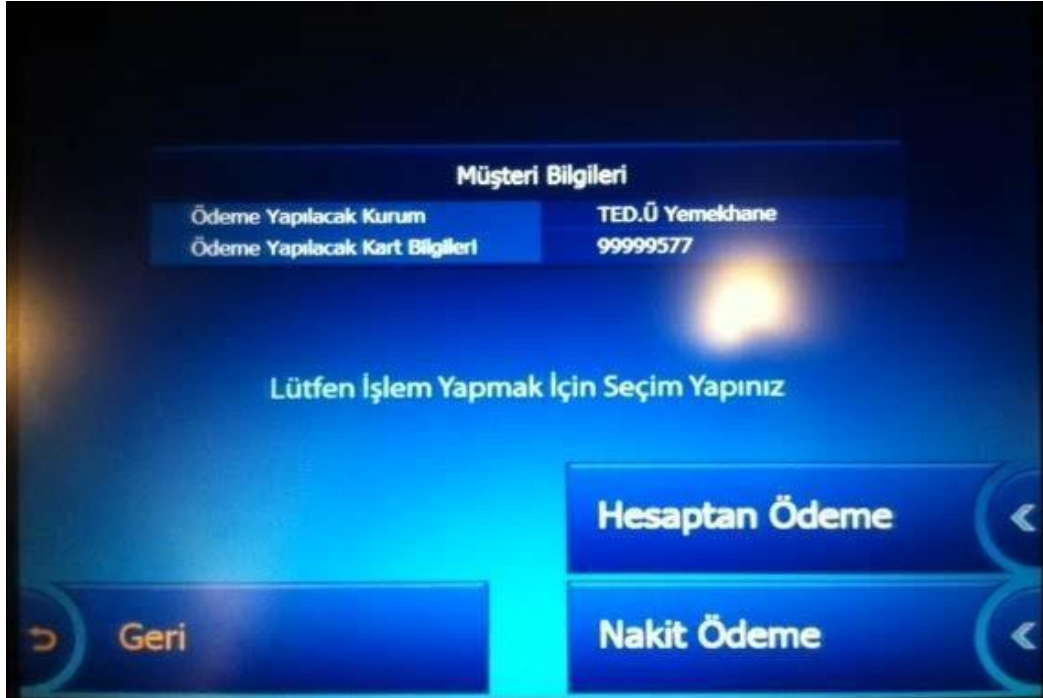 Müşteri Bilgileri
Ödeme Yapılacak Kurum TED.Ü Yemekhane
Ödeme Yapılacak Kart Bilgileri 99999577
Lütfen İşlem Yapmak İçin Seçim Yapınız
Hesaptan Ödeme
Geri Nakit Ödeme